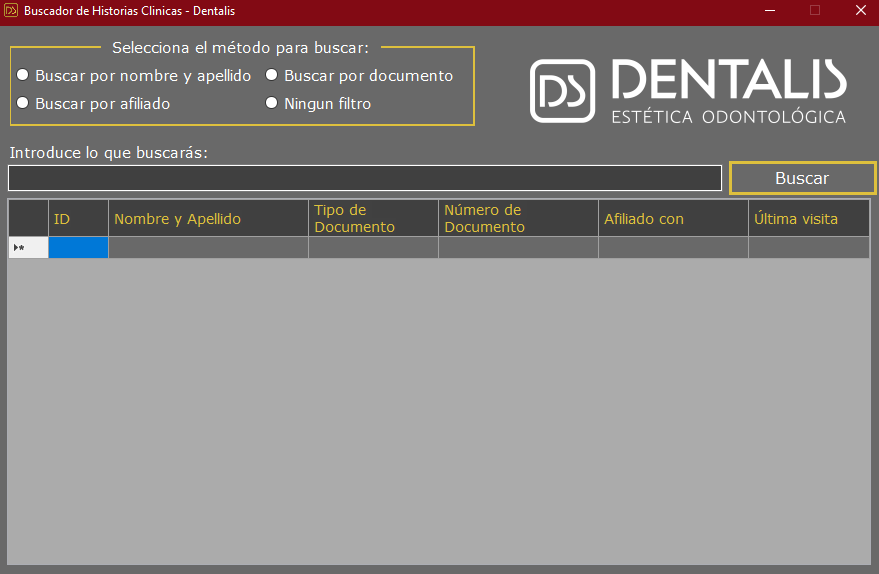 Buscador de Historias Clinicas - Dentalis
Selecciona el método para buscar:
Buscar por nombre y apellido
Buscar por documento
Buscar por afiliado
Ningun filtro
DS DENTALIS
ESTÉTICA ODONTOLÓGICA
Introduce lo que buscarás:
Buscar
ID
Nombre y Apellido
Tipo de
Documento
Número de
Documento
Afiliado con
Última visita